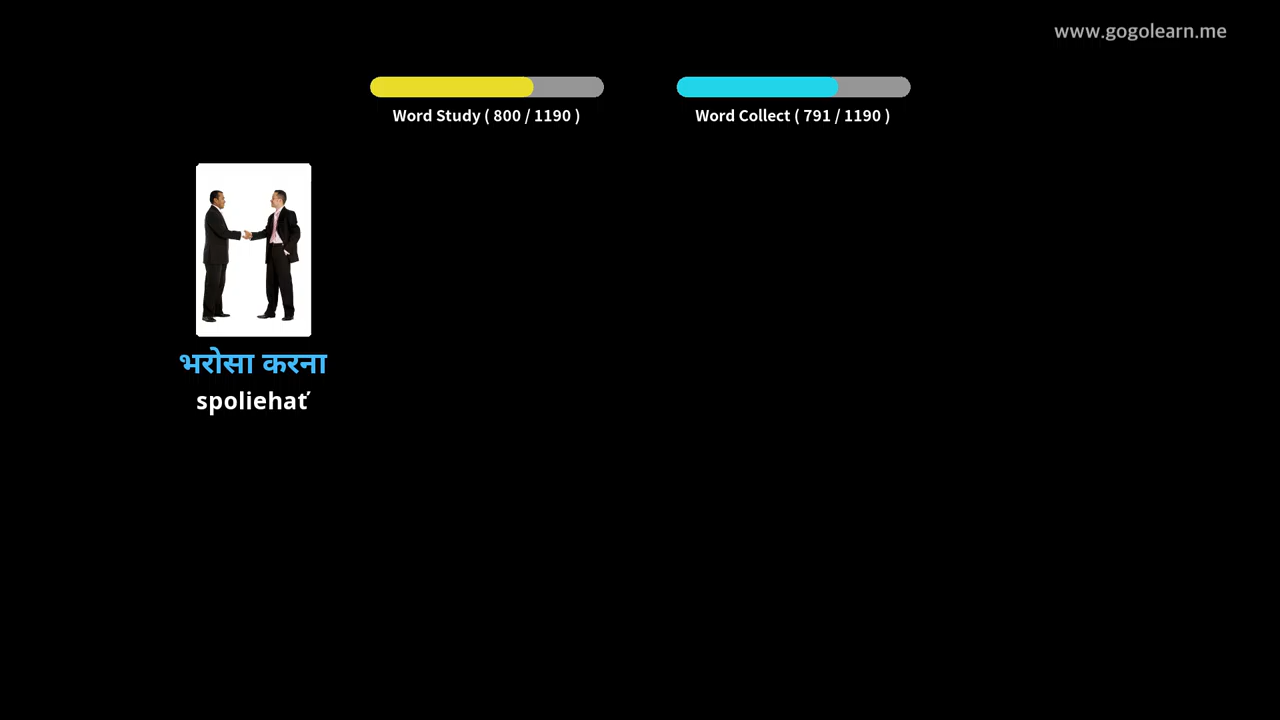 www.gogolearn.me
Word Study ( 800 / 1190 )
Word Collect ( 791 / 1190 )
भरोसा करना
spoliehať